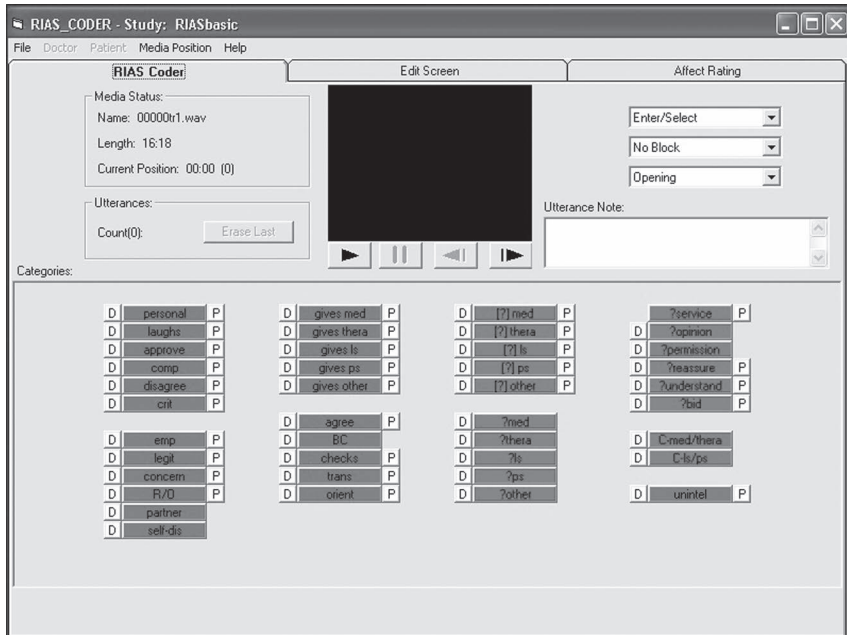 RIAS_CODER - Study: RIASbasic
File Doctor Patient Media Position Help
RIAS Coder Edit Screen Affect Rating
Media Status:
Name: 00000tr1.wav
Length: 16:18
Current Position: 00:00 (0)
Utterances:
Count(0): Erase Last
Enter/Select
No Block
Opening
Utterance Note:
Categories:
D personal P
D laughs P
D approve P
D comp P
D disagree P
D crit P
D emp P
D legit P
D concern P
D R/O P
D partner
D self-dis
D gives med P
D gives thera P
D gives ls P
D gives ps P
D gives other P
D agree P
D BC
D checks P
D trans P
D orient P
D [?] med P
D [?] thera P
D [?] ls P
D [?] ps P
D [?] other P
D ?med
D ?thera
D ?ls
D ?ps
D ?other
?service P
D ?opinion
D ?permission
D ?reassure P
D ?understand P
D ?bid P
D C-med/thera
D C-ls/ps
D unintel P